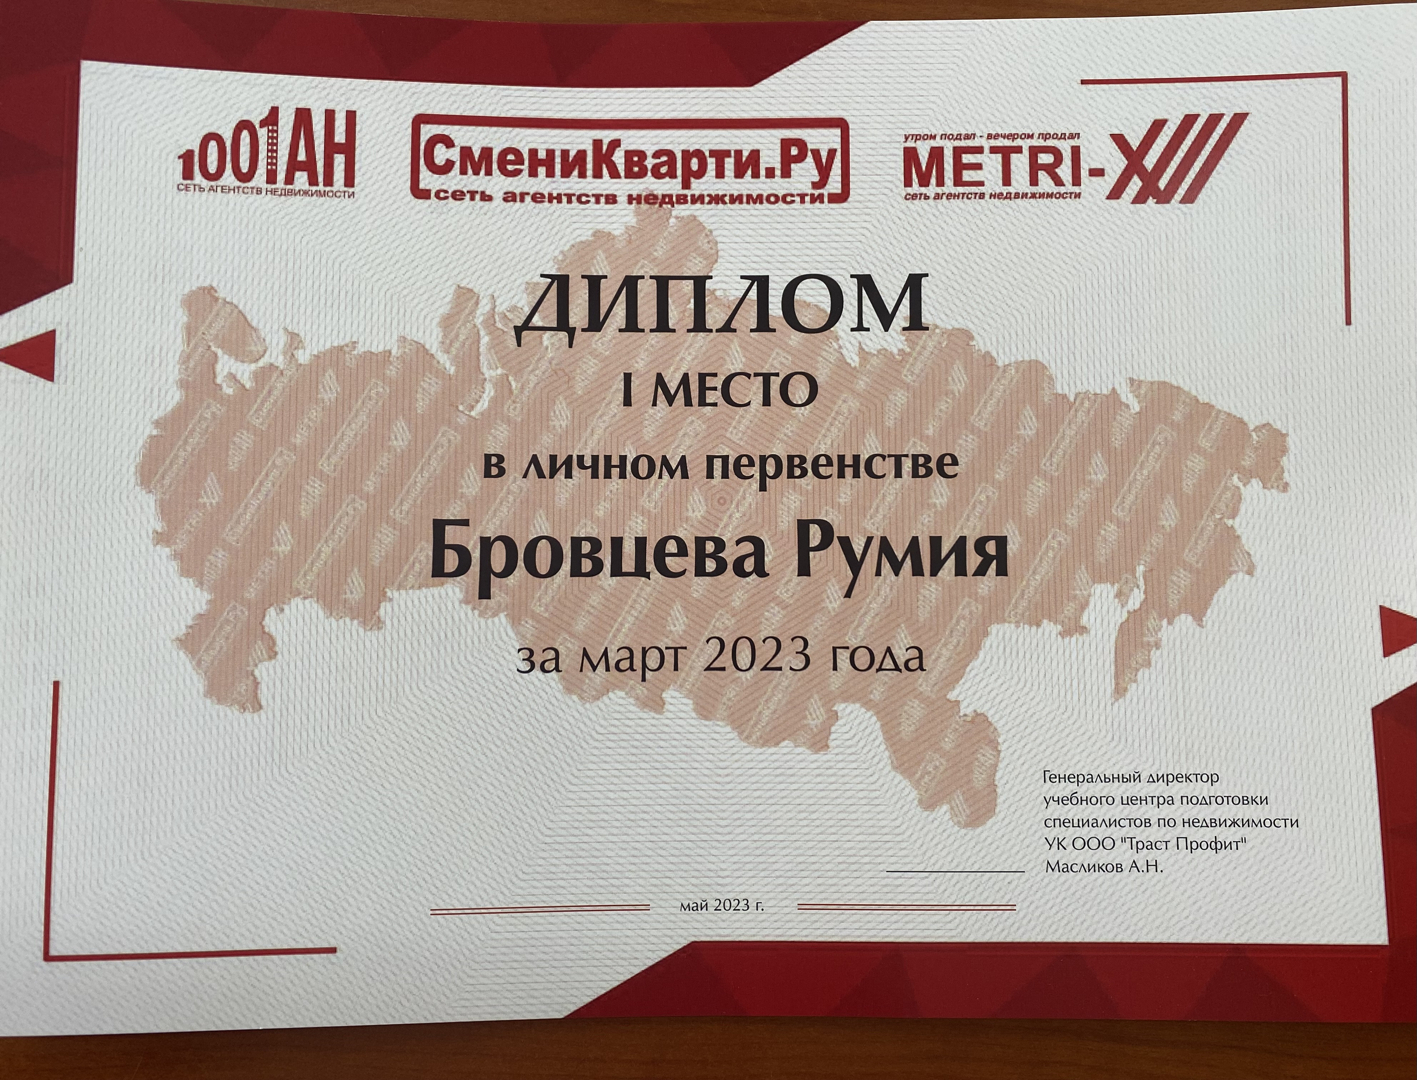 1001АН
СЕТЬ АГЕНТСТВ НЕДВИЖИМОСТИ
СмениКварти.Ру
сеть агентств недвижимости
утром подал - вечером продал
METRI-X
сеть агентств недвижимости
ДИПЛОМ
I МЕСТО
в личном первенстве
Бровцева Румия
за март 2023 года
Генеральный директор
учебного центра подготовки
специалистов по недвижимости
УК ООО "Траст Профит"
Масликов А.Н.
май 2023 г.